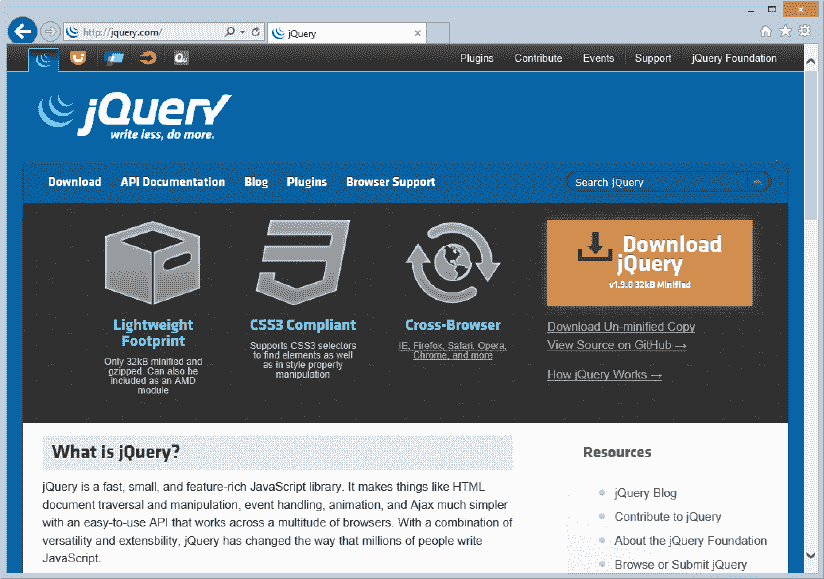 http://jquery.com/
jQuery
Plugins
Contribute
Events
Support
jQuery Foundation
jQuery
write less, do more.
Download
API Documentation
Blog
Plugins
Browser Support
Search jQuery
Lightweight
Footprint
Only 32kB minified and
gzipped. Can also be
included as an AMD
module
CSS3 Compliant
Supports CSS3 selectors
to find elements as well
as in style property
manipulation
Cross-Browser
IE, Firefox, Safari, Opera,
Chrome, and more
Download
jQuery
v1.9.0 32kB Minified
Download Un-minified Copy
View Source on GitHub →
How jQuery Works →
What is jQuery?
jQuery is a fast, small, and feature-rich JavaScript library. It makes things like HTML
document traversal and manipulation, event handling, animation, and Ajax much simpler
with an easy-to-use API that works across a multitude of browsers. With a combination of
versatility and extensibility, jQuery has changed the way that millions of people write
JavaScript.
Resources
jQuery Blog
Contribute to jQuery
About the jQuery Foundation
Browse or Submit jQuery